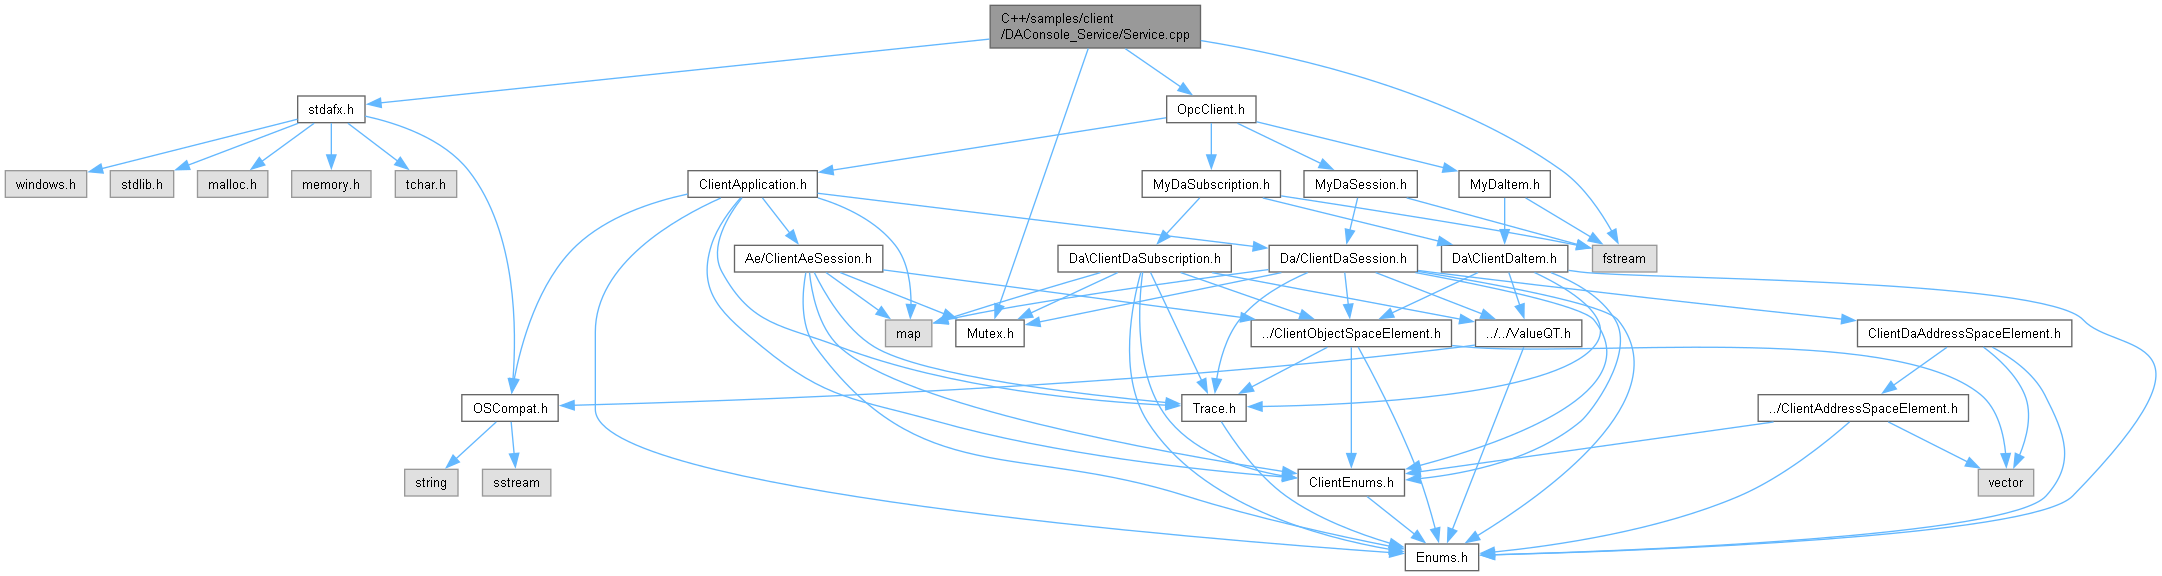 C++/samples/client
/DAConsole_Service/Service.cpp
stdafx.h
OpcClient.h
windows.h
stdlib.h
malloc.h
memory.h
tchar.h
ClientApplication.h
MyDaSubscription.h
MyDaSession.h
MyDaItem.h
Ae/ClientAeSession.h
Da\ClientDaSubscription.h
Da/ClientDaSession.h
Da\ClientDaItem.h
fstream
map
Mutex.h
../ClientObjectSpaceElement.h
../../ValueQT.h
ClientDaAddressSpaceElement.h
OSCompat.h
Trace.h
../ClientAddressSpaceElement.h
string
sstream
ClientEnums.h
vector
Enums.h